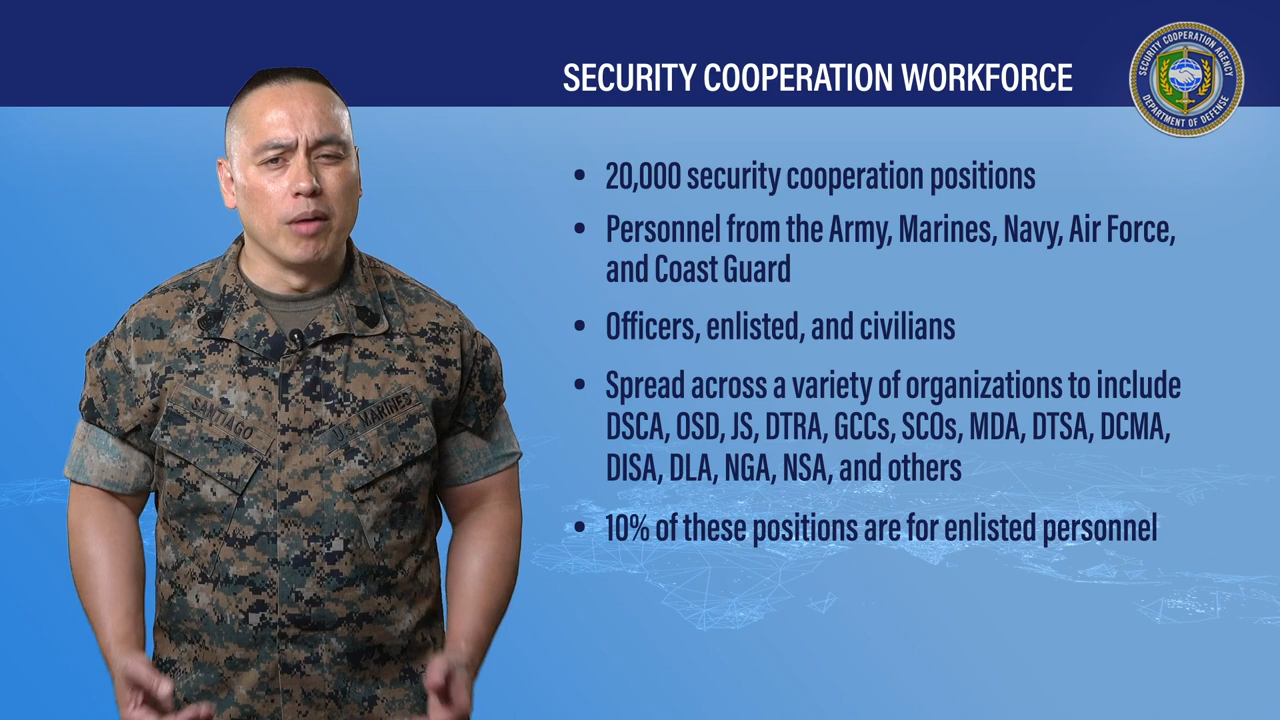 SECURITY COOPERATION WORKFORCE
SECURITY COOPERATION AGENCY
DEPARTMENT OF DEFENSE
• 20,000 security cooperation positions
• Personnel from the Army, Marines, Navy, Air Force,
and Coast Guard
• Officers, enlisted, and civilians
• Spread across a variety of organizations to include
DSCA, OSD, JS, DTRA, GCCs, SCOs, MDA, DTSA, DCMA,
DISA, DLA, NGA, NSA, and others
• 10% of these positions are for enlisted personnel
SANTIAGO
U.S. MARINES